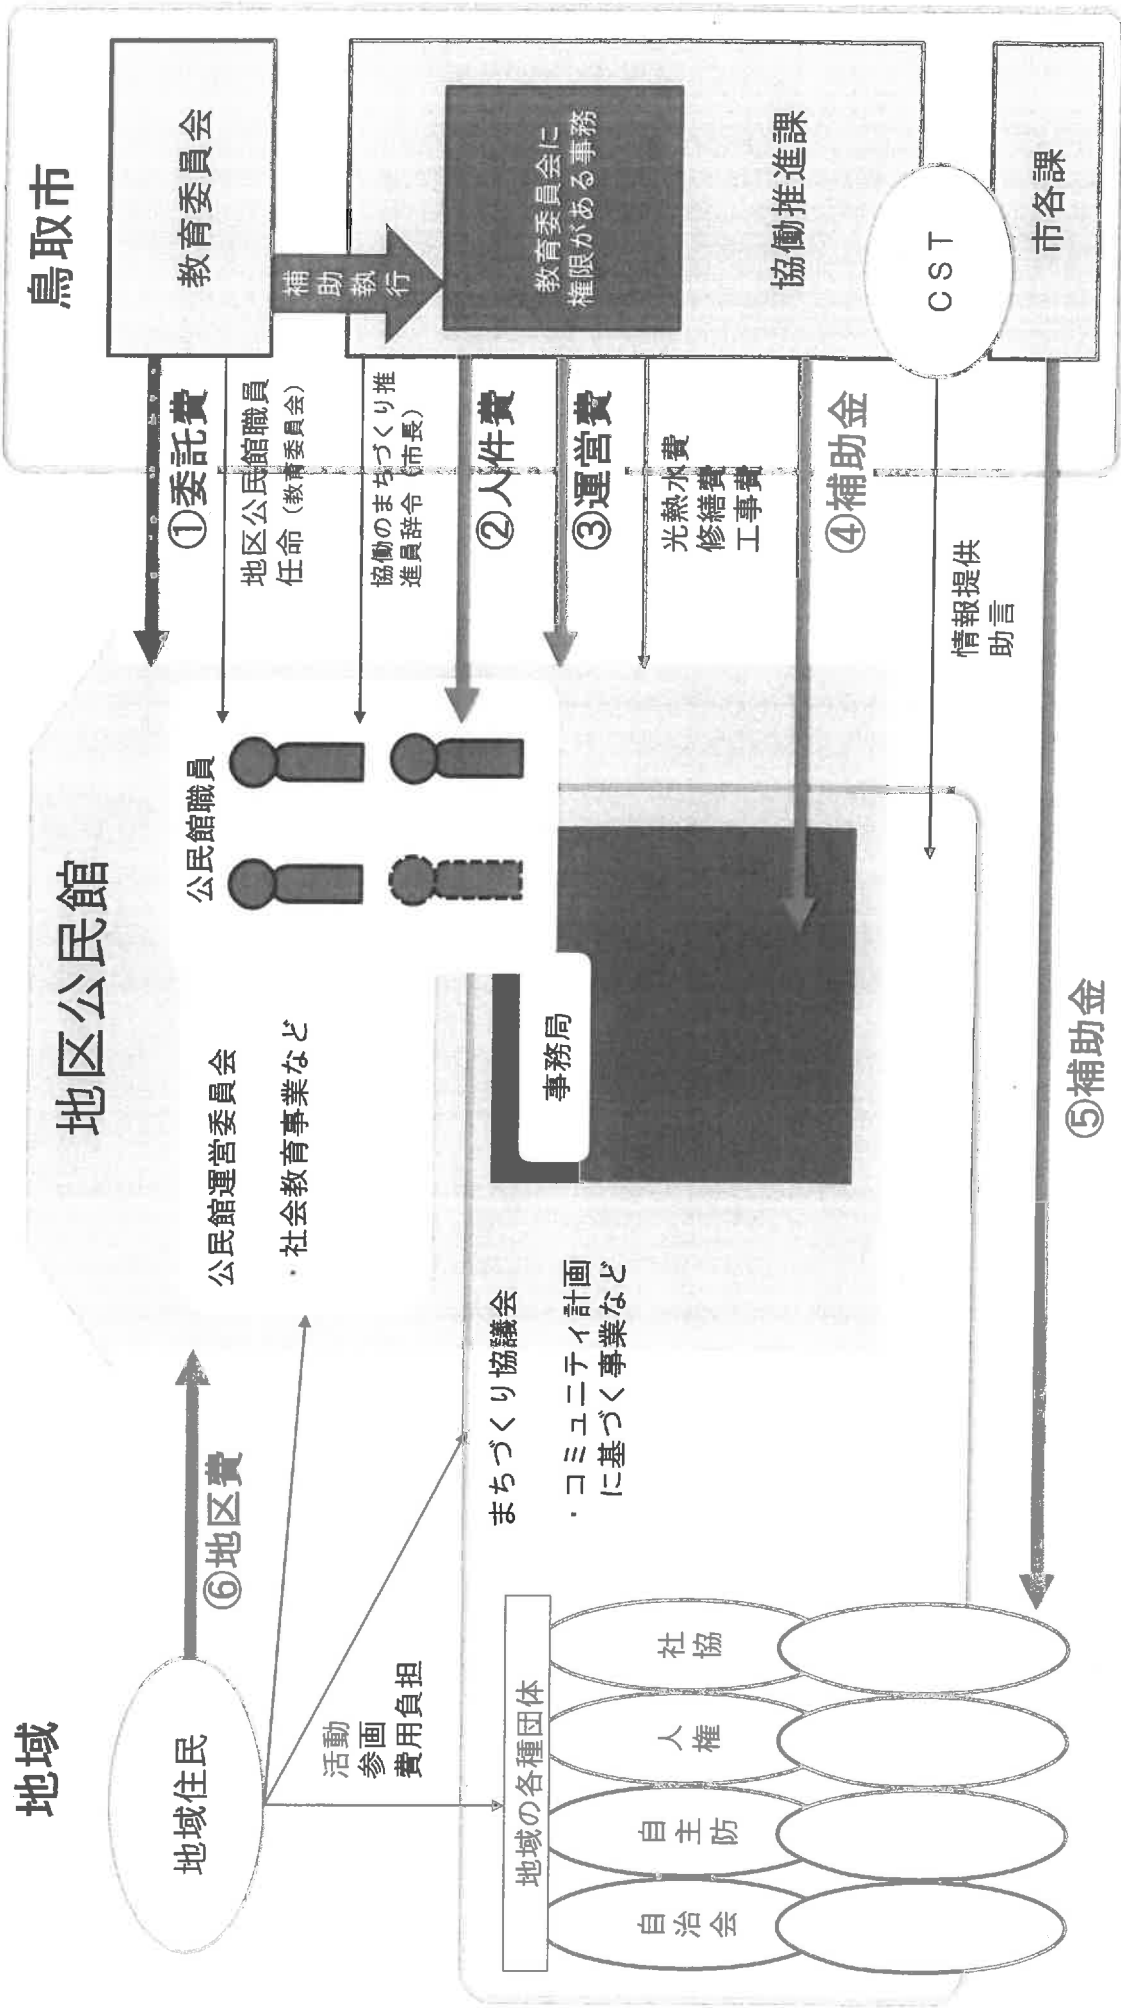 地域
地域住民
⑥地区費
活動
参画
費用負担
地域の各種団体
自治会
自主防
人権
社協
地区公民館
公民館運営委員会
・社会教育事業など
公民館職員
まちづくり協議会
・コミュニティ計画
に基づく事業など
事務局
①委託費
地区公民館職員
任命（教育委員会）
協働のまちづくり推
進員辞令（市長）
②人件費
③運営費
光熱水費
修繕費
工事費
④補助金
情報提供
助言
⑤補助金
鳥取市
教育委員会
補助執行
教育委員会に
権限がある事務
協働推進課
CST
市各課